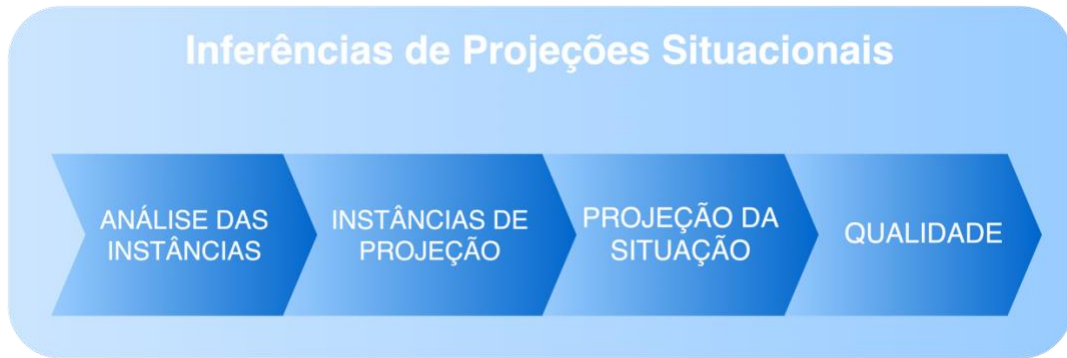 Inferências de Projeções Situacionais
ANÁLISE DAS
INSTÂNCIAS
INSTÂNCIAS DE
PROJEÇÃO
PROJEÇÃO DA
SITUAÇÃO
QUALIDADE